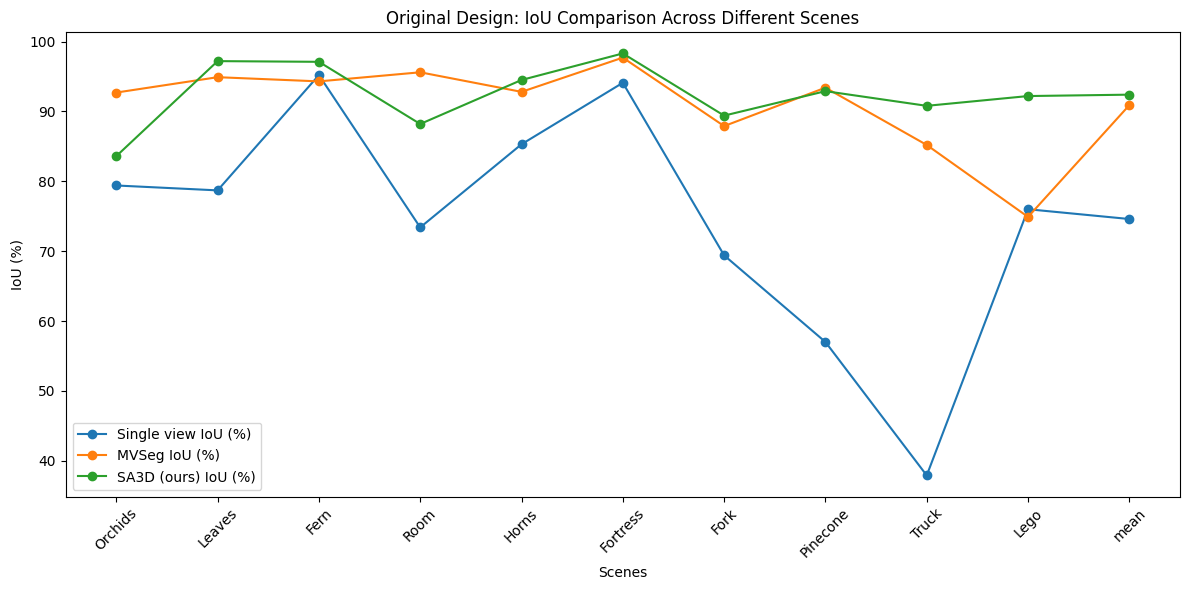 Original Design: IoU Comparison Across Different Scenes
IoU (%)
100
90
80
70
60
50
40
Single view IoU (%)
MVSeg IoU (%)
SA3D (ours) IoU (%)
Orchids
Leaves
Fern
Room
Horns
Fortress
Fork
Pinecone
Truck
Lego
mean
Scenes